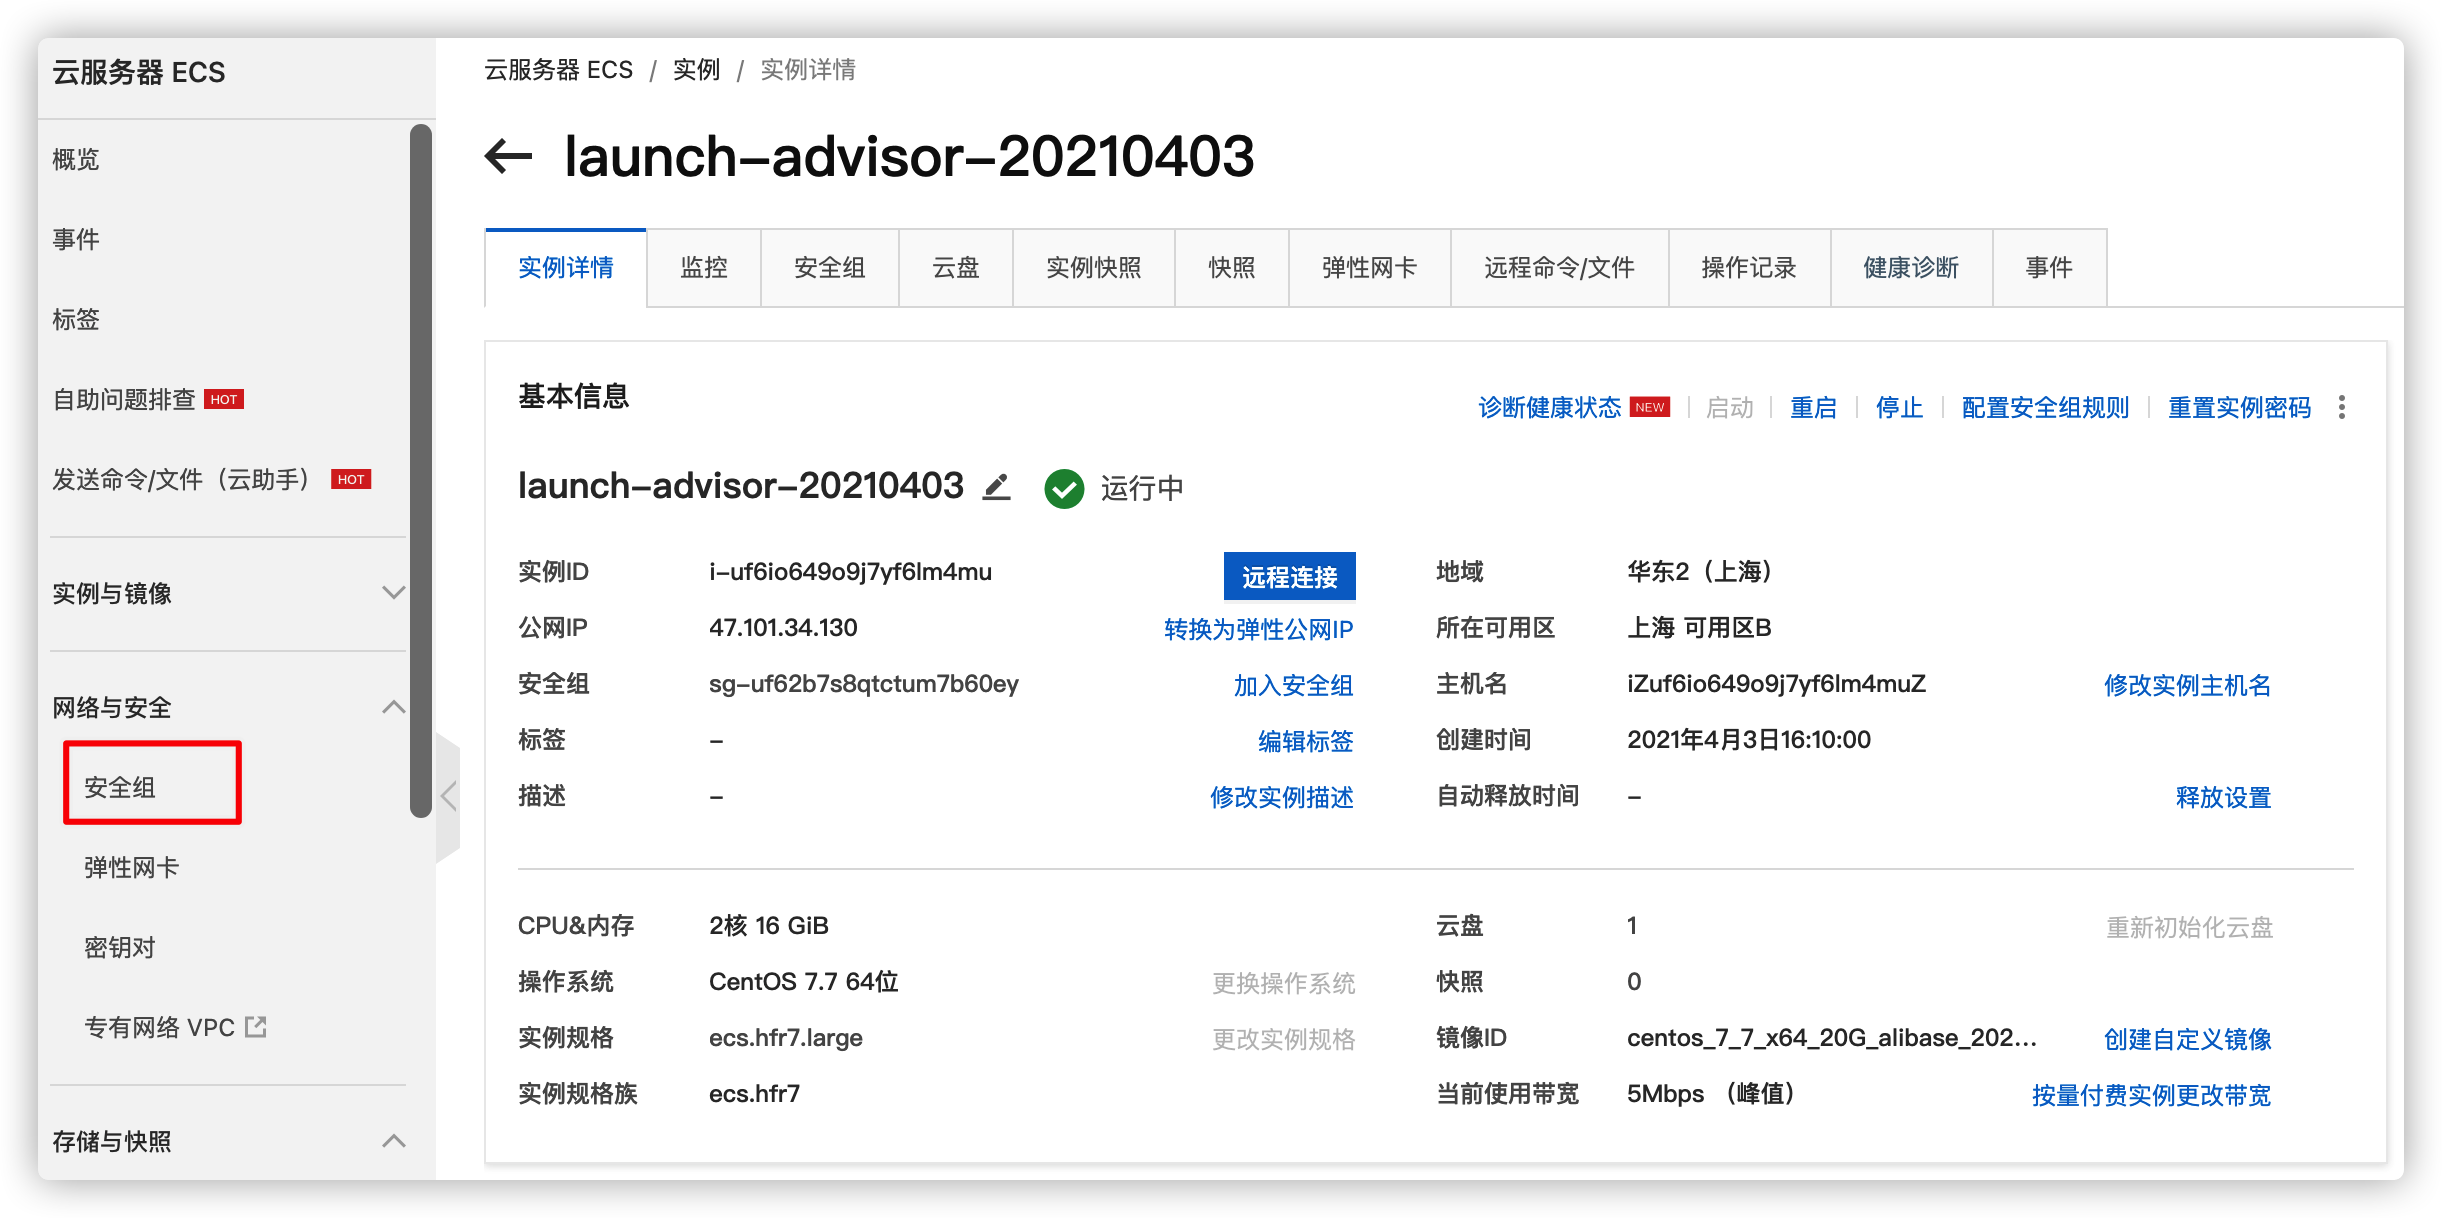 云服务器 ECS
概览
事件
标签
自助问题排查 HOT
发送命令/文件（云助手） HOT
实例与镜像
网络与安全
安全组
弹性网卡
密钥对
专有网络 VPC
存储与快照
云服务器 ECS / 实例 / 实例详情
launch-advisor-20210403
实例详情 监控 安全组 云盘 实例快照 快照 弹性网卡 远程命令/文件 操作记录 健康诊断 事件
基本信息 诊断健康状态 NEW 启动 重启 停止 配置安全组规则 重置实例密码
launch-advisor-20210403 运行中
实例ID i-uf6io649o9j7yf6lm4mu 远程连接 地域 华东2（上海）
公网IP 47.101.34.130 转换为弹性公网IP 所在可用区 上海 可用区B
安全组 sg-uf62b7s8qtctum7b60ey 加入安全组 主机名 iZuf6io649o9j7yf6lm4muZ 修改实例主机名
标签 - 编辑标签 创建时间 2021年4月3日16:10:00
描述 - 修改实例描述 自动释放时间 - 释放设置
CPU&内存 2核 16 GiB 云盘 1 重新初始化云盘
操作系统 CentOS 7.7 64位 更换操作系统 快照 0
实例规格 ecs.hfr7.large 更改实例规格 镜像ID centos_7_7_x64_20G_alibase_202... 创建自定义镜像
实例规格族 ecs.hfr7 当前使用带宽 5Mbps （峰值） 按量付费实例更改带宽